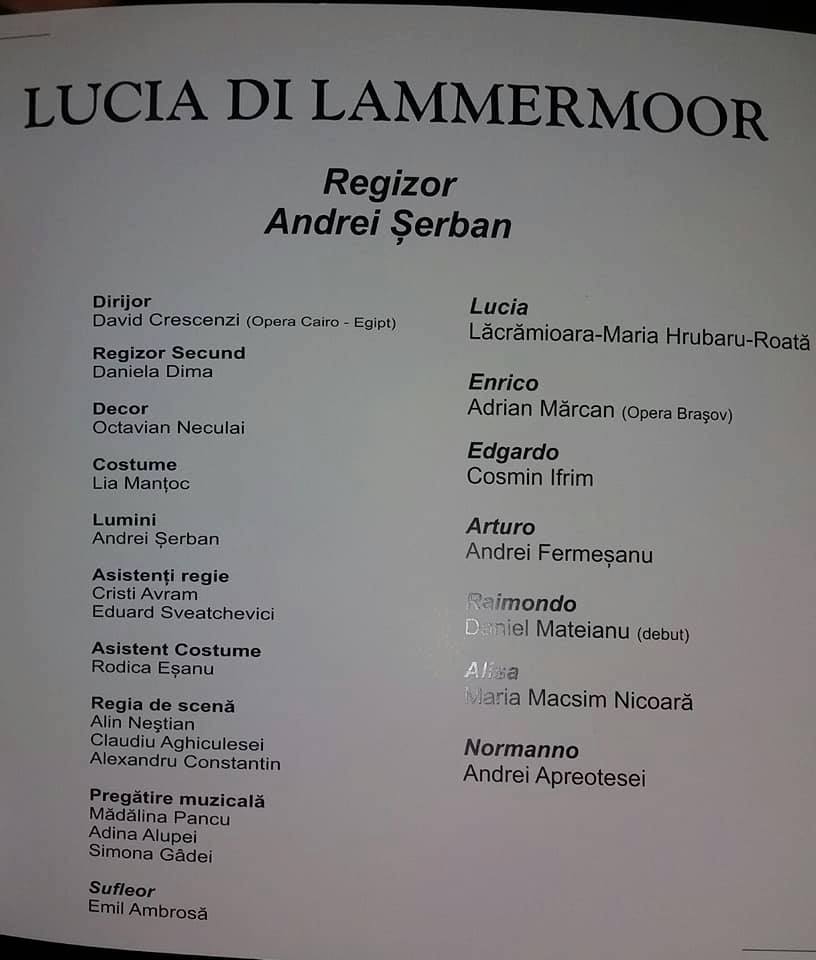 LUCIA DI LAMMERMOOR
Regizor
Andrei Șerban
Dirijor
David Crescenzi (Opera Cairo - Egipt)
Regizor Secund
Daniela Dima
Decor
Octavian Neculai
Costume
Lia Manțoc
Lumini
Andrei Șerban
Asistenți regie
Cristi Avram
Eduard Sveatchevici
Asistent Costume
Rodica Eșanu
Regia de scenă
Alin Neștian
Claudiu Aghiculesei
Alexandru Constantin
Pregătire muzicală
Mădălina Pancu
Adina Alupei
Simona Gâdei
Sufleor
Emil Ambrosă
Lucia
Lăcrămioara-Maria Hrubaru-Roată
Enrico
Adrian Mărcan (Opera Braşov)
Edgardo
Cosmin Ifrim
Arturo
Andrei Fermeșanu
Raimondo
Daniel Mateianu (debut)
Alisa
Maria Macsim Nicoară
Normanno
Andrei Apreotesei